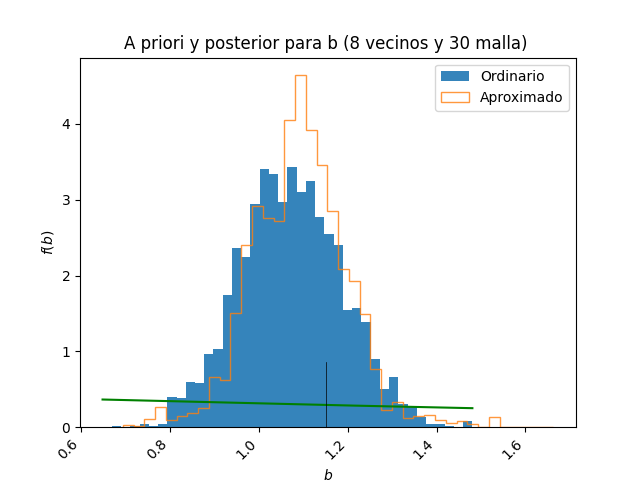 A priori y posterior para b (8 vecinos y 30 malla)
Ordinario
Aproximado
f(b)
4
3
2
1
0
0.6
0.8
1.0
1.2
1.4
1.6
b